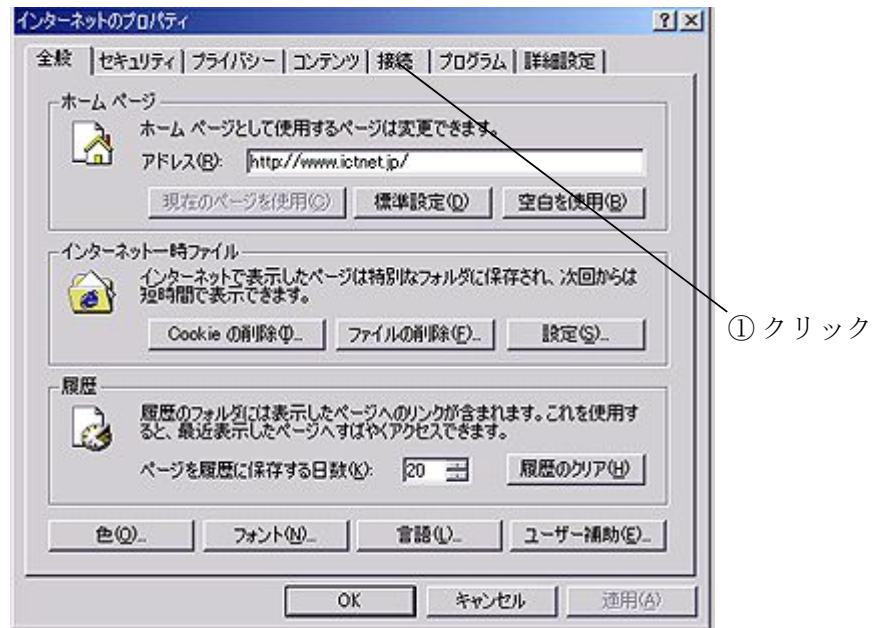 インターネットのプロパティ
全般 セキュリティ プライバシー コンテンツ 接続 プログラム 詳細設定
ホーム ページ
ホーム ページとして使用するページは変更できます。
アドレス(R): http://www.ictnet.jp/
現在のページを使用(C) 標準設定(D) 空白を使用(B)
インターネット一時ファイル
インターネットで表示したページは特別なフォルダに保存され、次回からは
短時間で表示できます。
Cookie の削除(I)... ファイルの削除(F)... 設定(S)...
① クリック
履歴
履歴のフォルダには表示したページへのリンクが含まれます。これを使用す
ると、最近表示したページへすばやくアクセスできます。
ページを履歴に保存する日数(K): 20 履歴のクリア(H)
色(O)... フォント(N)... 言語(L)... ユーザー補助(E)...
OK キャンセル 適用(A)